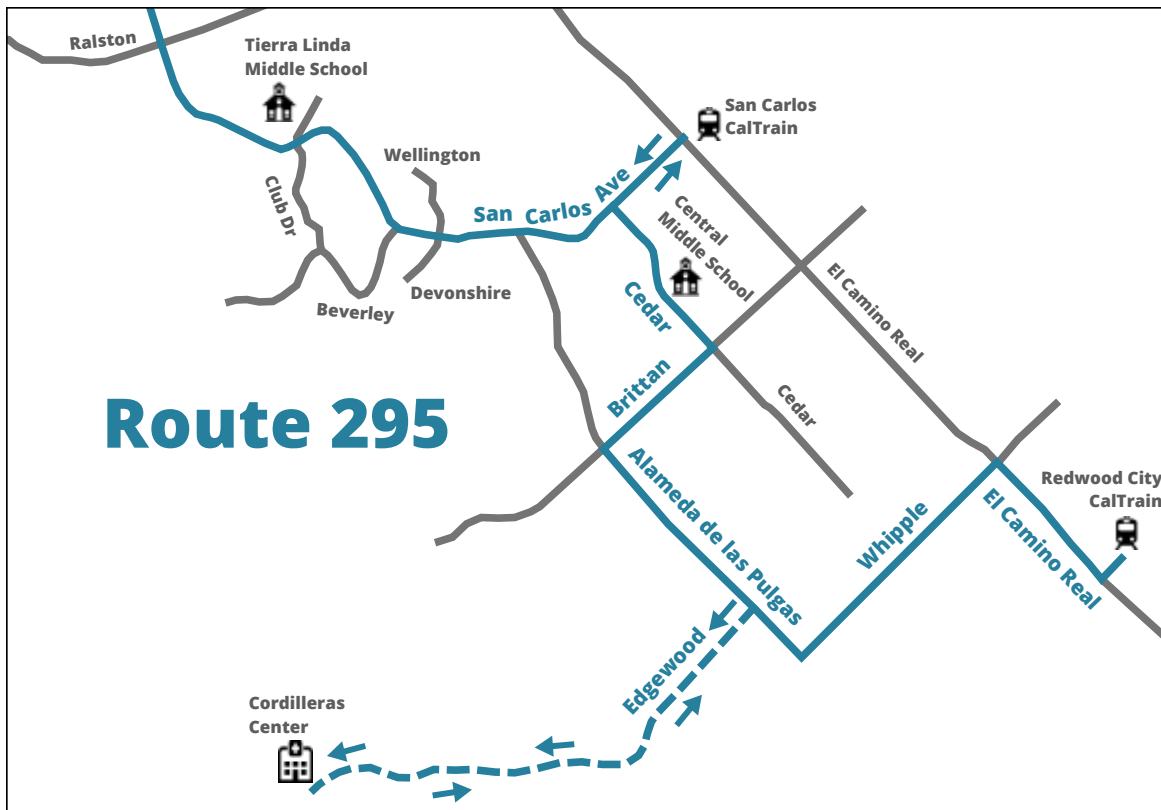 Ralston
Tierra Linda
Middle School
San Carlos
CalTrain
Wellington
Club Dr
San Carlos Ave
Central
Middle School
Devonshire
Beverley
Cedar
El Camino Real
Brittan
Cedar
Route 295
Alameda de las Pulgas
Whipple
Redwood City
CalTrain
El Camino Real
Edgewood
Cordilleras
Center